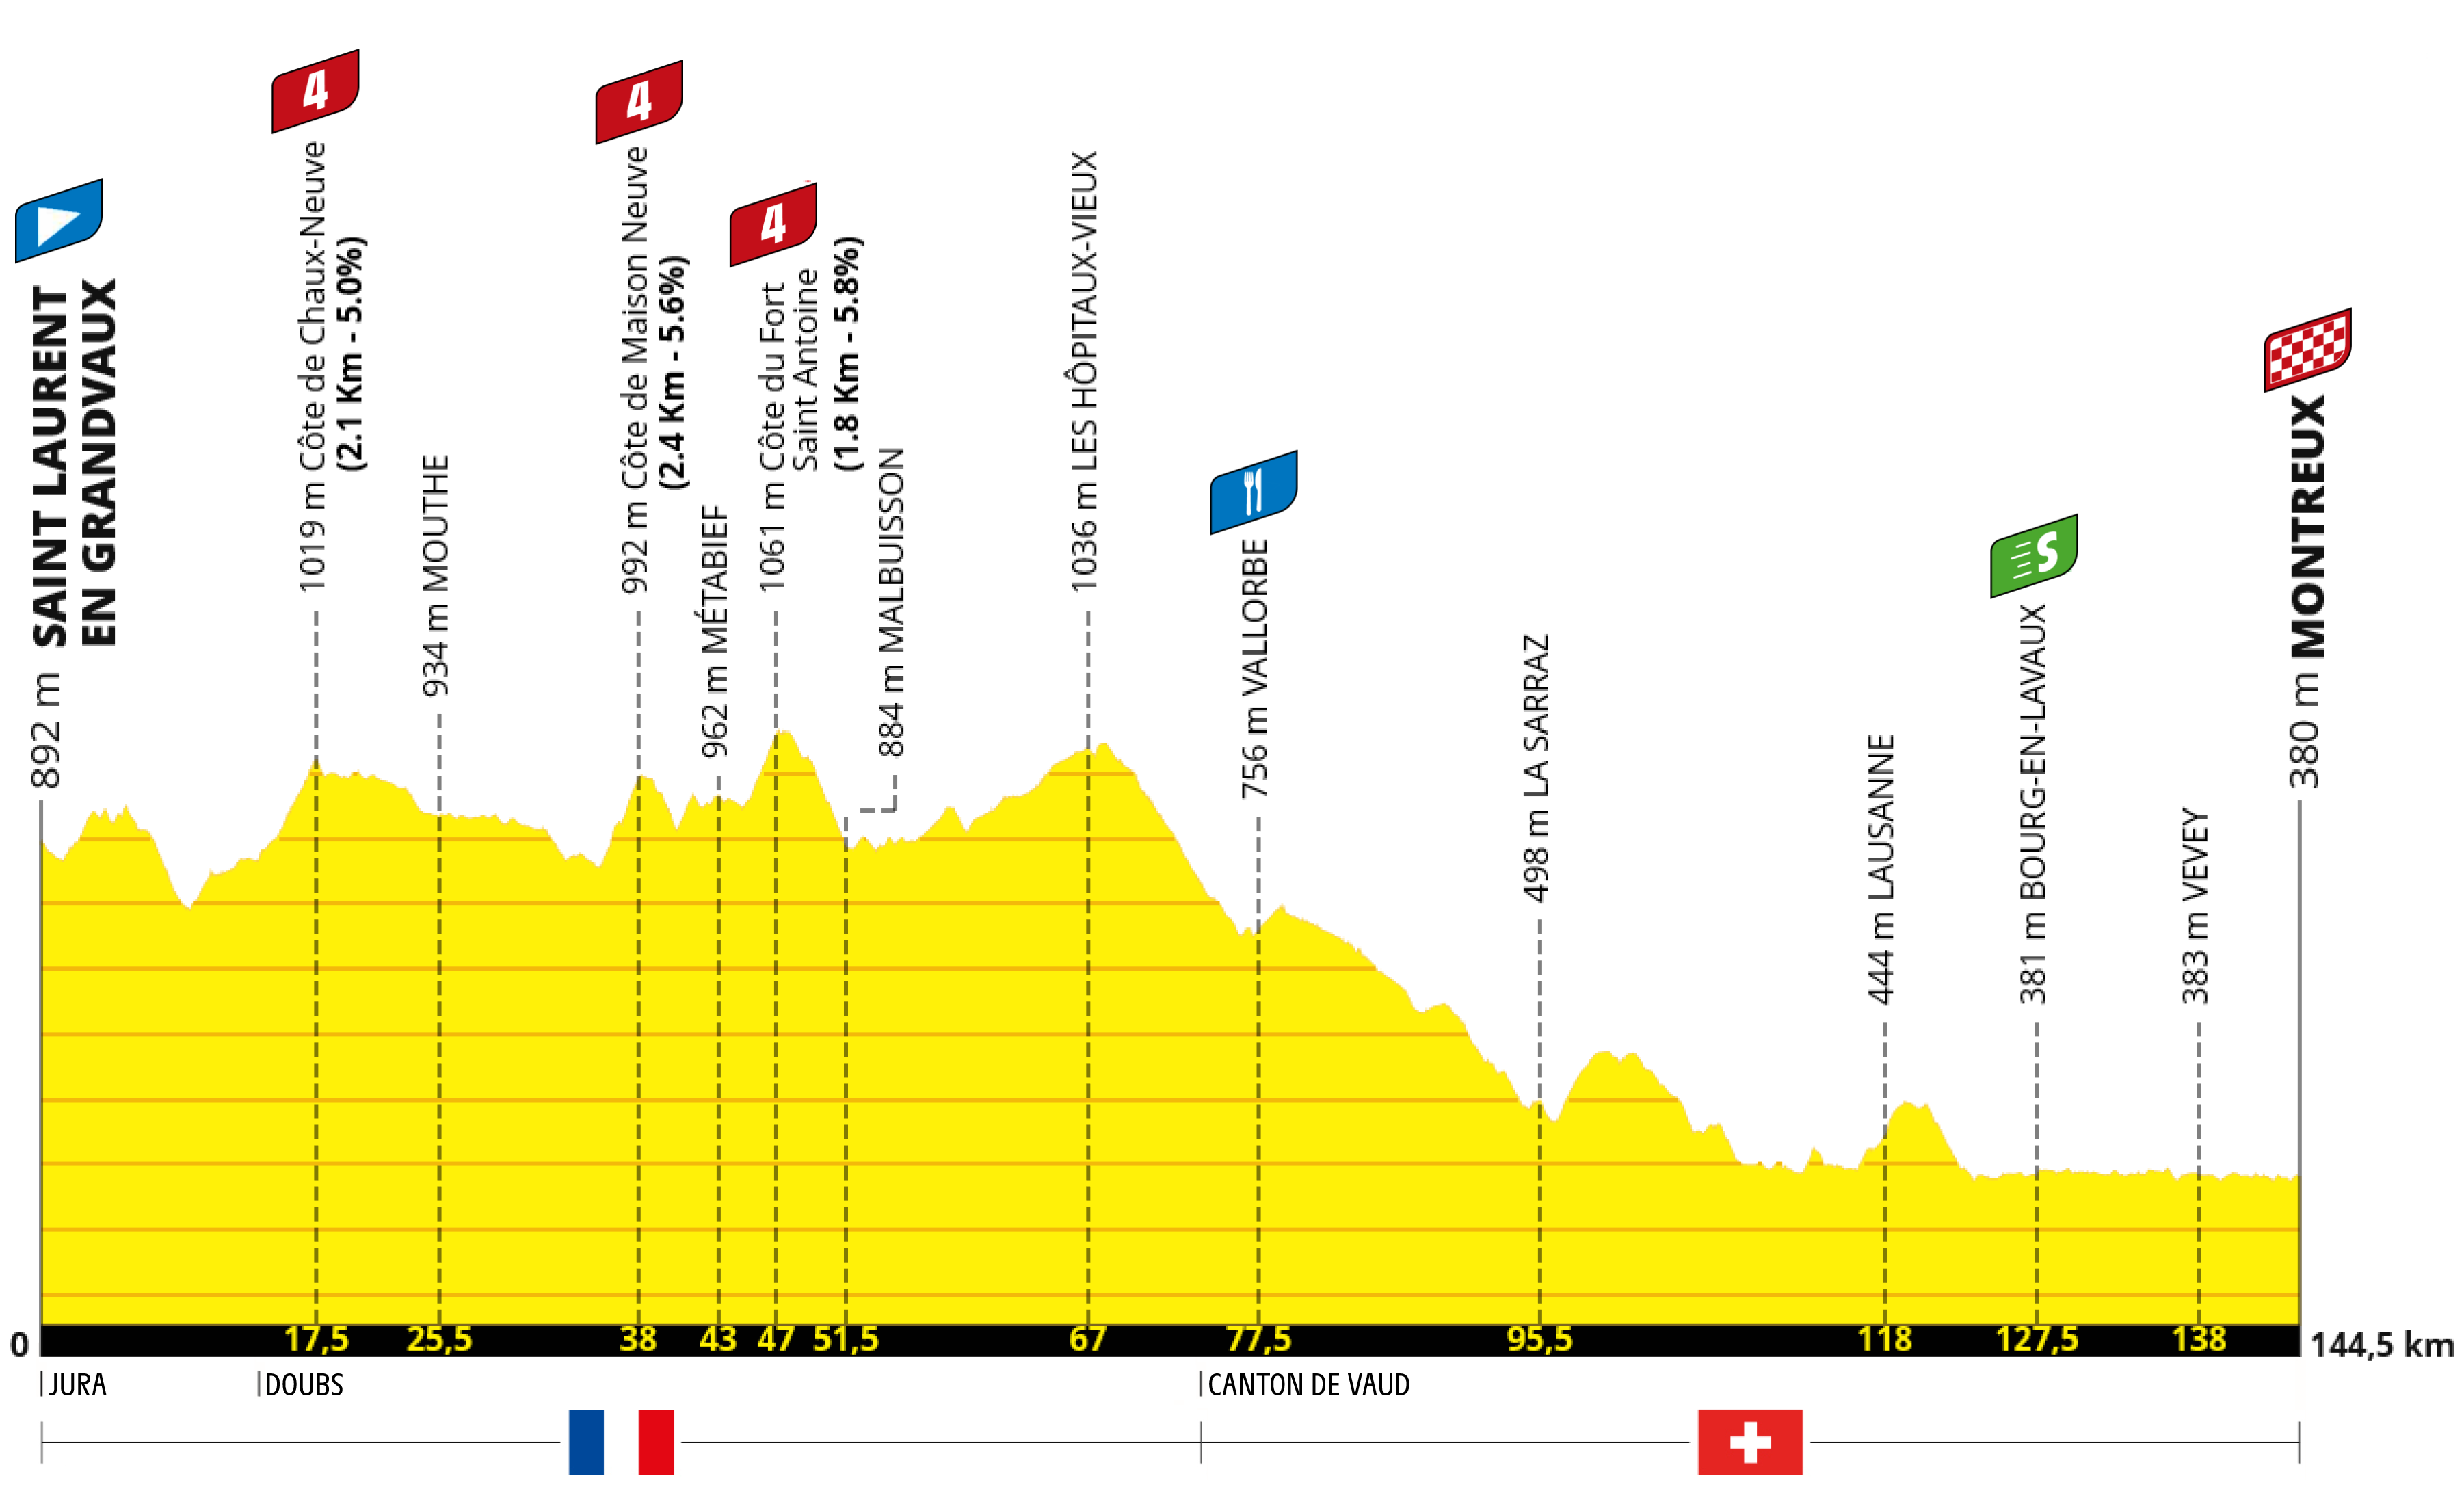 4
4
4
S
892 m SAINT LAURENT
EN GRANDVAUX
1019 m Côte de Chaux-Neuve
(2.1 Km - 5.0%)
934 m MOUTHE
992 m Côte de Maison Neuve
(2.4 Km - 5.6%)
962 m MÉTABIEF
1061 m Côte du Fort
Saint Antoine
(1.8 Km - 5.8%)
884 m MALBUISSON
1036 m LES HÔPITAUX-VIEUX
756 m VALLORBE
498 m LA SARRAZ
444 m LAUSANNE
381 m BOURG-EN-LAVAUX
383 m VEVEY
380 m MONTREUX
0 17,5 25,5 38 43 47 51,5 67 77,5 95,5 118 127,5 138 144,5 km
JURA DOUBS CANTON DE VAUD